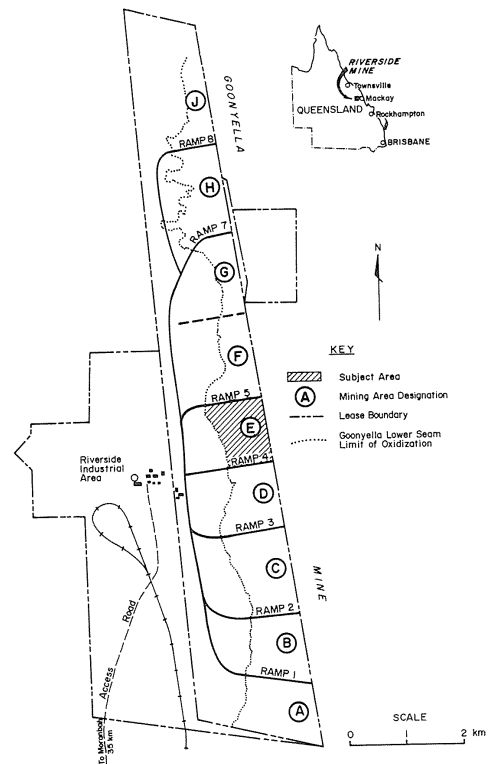 RIVERSIDE
MINE
Townsville
Mackay
QUEENSLAND
Rockhampton
BRISBANE
GOONYELLA
J
RAMP 8
H
RAMP 7
G
N
F
KEY
Subject Area
A Mining Area Designation
Lease Boundary
Goonyella Lower Seam
Limit of Oxidization
RAMP 5
E
RAMP 4
Riverside
Industrial
Area
D
RAMP 3
C
MINE
RAMP 2
B
RAMP 1
Access Road
A
To Moranbah
35 km
SCALE
0 1 2 km